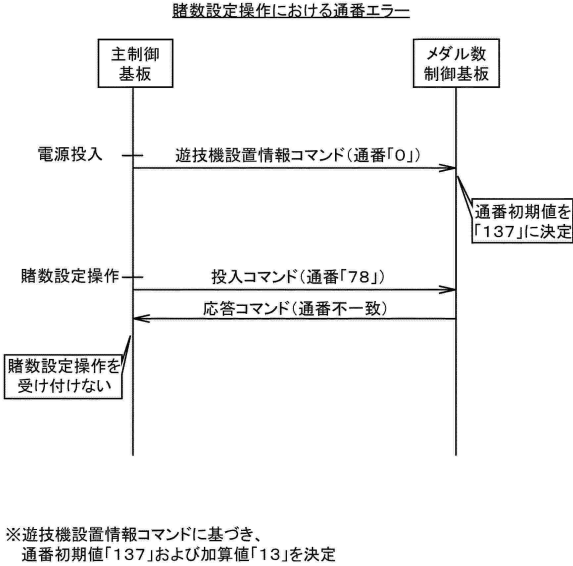 賭数設定操作における通番エラー
主制御
基板
メダル数
制御基板
電源投入
遊技機設置情報コマンド(通番「0」)
通番初期値を
「137」に決定
賭数設定操作
投入コマンド(通番「78」)
応答コマンド(通番不一致)
賭数設定操作を
受け付けない
※遊技機設置情報コマンドに基づき、
通番初期値「137」および加算値「13」を決定